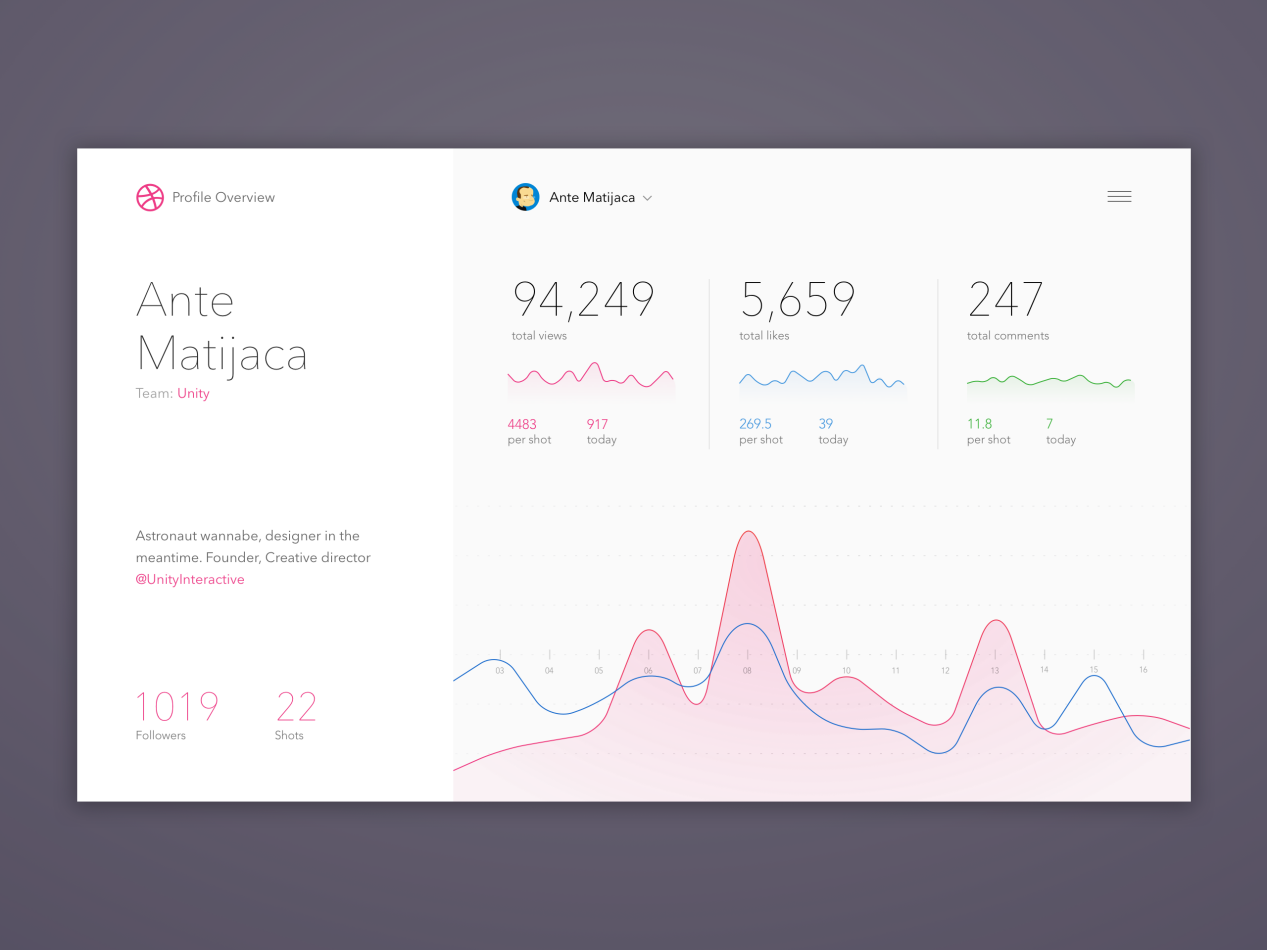 Profile Overview
Ante Matijaca
Ante
Matijaca
Team: Unity
Astronaut wannabe, designer in the
meantime. Founder, Creative director
@UnityInteractive
1019 22
Followers Shots
94,249 5,659 247
total views total likes total comments
4483 917 269.5 39 11.8 7
per shot today per shot today per shot today
03 04 05 06 07 08 09 10 11 12 13 14 15 16